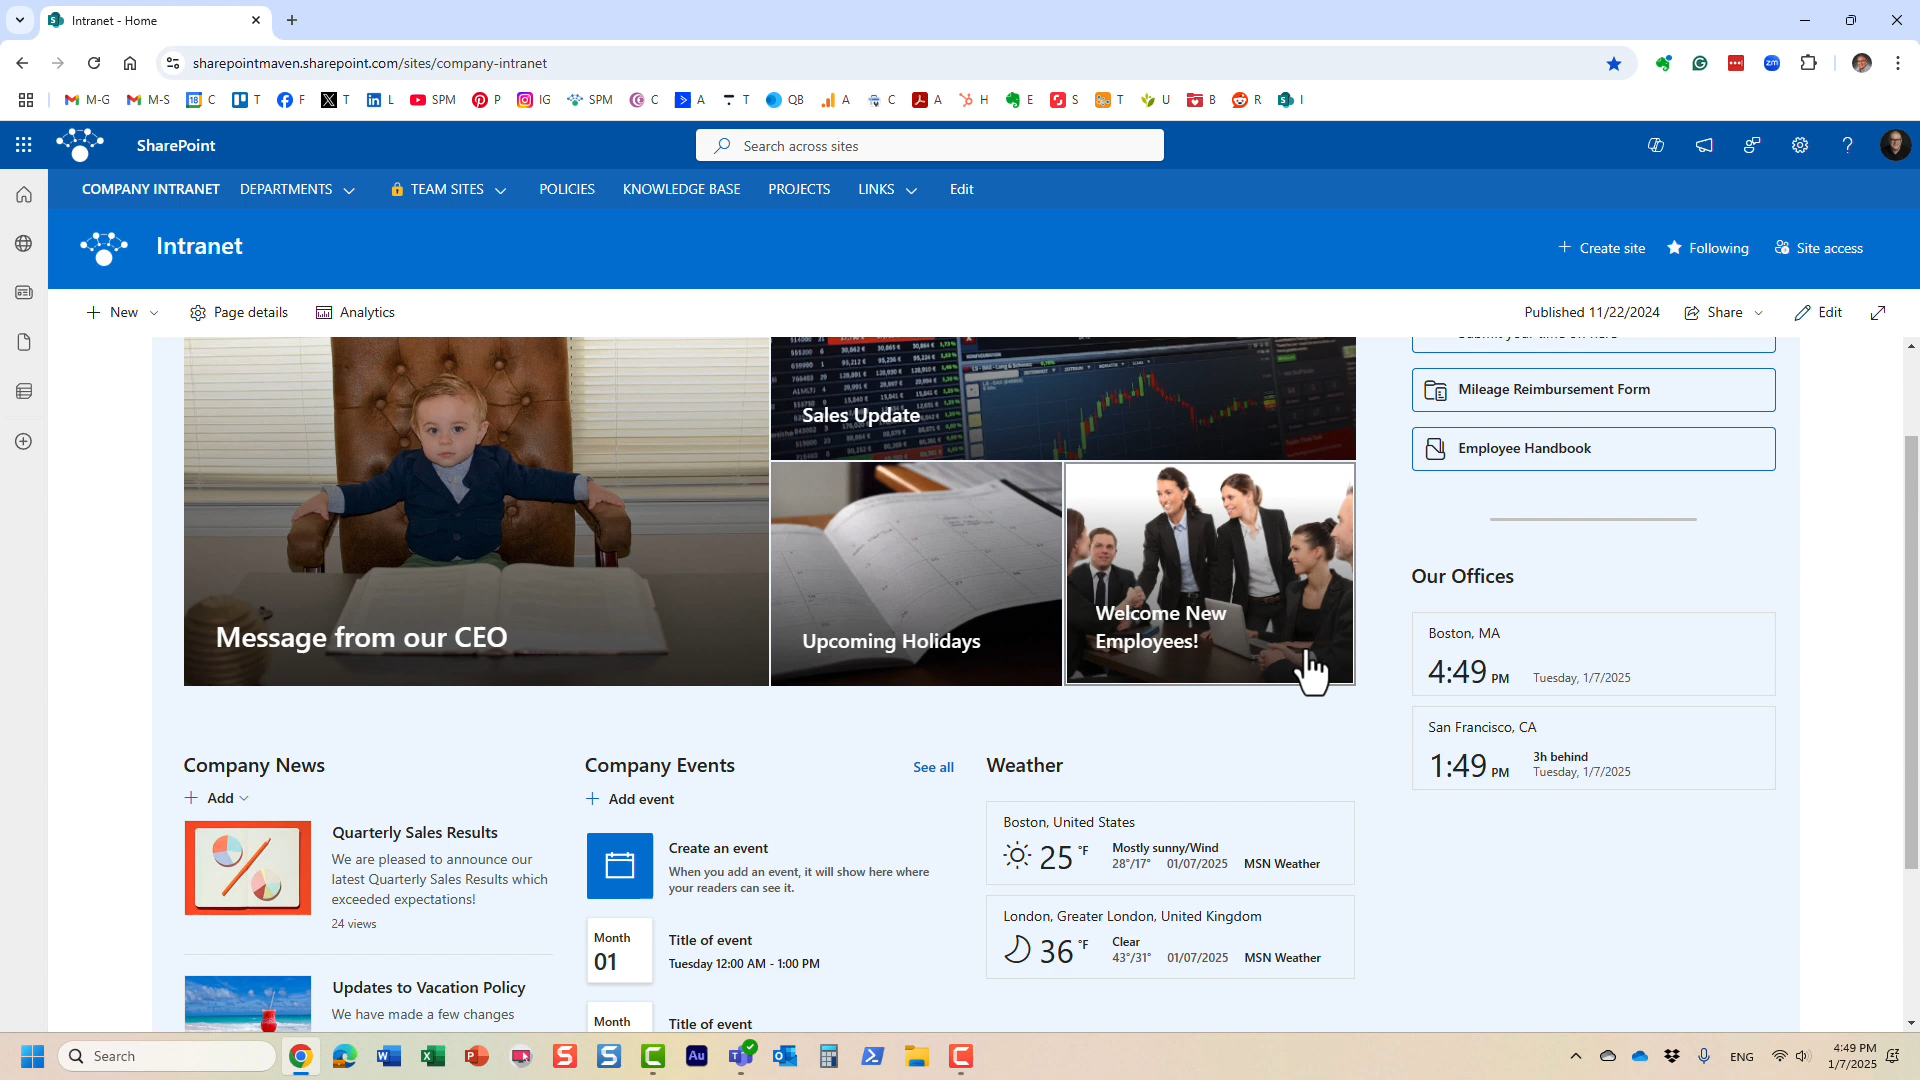 Intranet - Home
sharepointmaven.sharepoint.com/sites/company-intranet
M-G M-S C T F T L SPM P IG SPM C A T QB A C A H E S T U B R I
SharePoint
Search across sites
COMPANY INTRANET DEPARTMENTS TEAM SITES POLICIES KNOWLEDGE BASE PROJECTS LINKS Edit
Intranet
Create site Following Site access
New Page details Analytics
Published 11/22/2024 Share Edit
Sales Update
Mileage Reimbursement Form
Employee Handbook
Message from our CEO
Upcoming Holidays
Welcome New
Employees!
Our Offices
Boston, MA
4:49 PM Tuesday, 1/7/2025
San Francisco, CA
1:49 PM
3h behind
Tuesday, 1/7/2025
Company News
Add
Quarterly Sales Results
We are pleased to announce our
latest Quarterly Sales Results which
exceeded expectations!
24 views
Updates to Vacation Policy
We have made a few changes
Company Events
See all
Add event
Create an event
When you add an event, it will show here where
your readers can see it.
Month
01
Title of event
Tuesday 12:00 AM - 1:00 PM
Month
Title of event
Weather
Boston, United States
25 °F
Mostly sunny/Wind
28°/17° 01/07/2025 MSN Weather
London, Greater London, United Kingdom
36 °F
Clear
43°/31° 01/07/2025 MSN Weather
Search
ENG
4:49 PM
1/7/2025